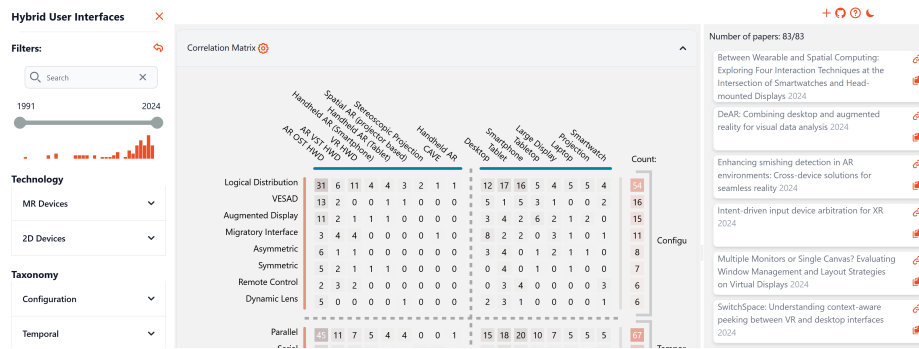 Hybrid User Interfaces
Filters:
Search
1991 2024
Technology
MR Devices
2D Devices
Taxonomy
Configuration
Temporal
Correlation Matrix
AR OST HWD
AR VST HWD
VR HWD
Handheld AR (Smartphone)
Handheld AR (Tablet)
Spatial AR (projector based)
CAVE
Stereoscopic Projection
Handheld AR
Desktop
Tablet
Smartphone
Tabletop
Large Display
Laptop
Projection
Smartwatch
Count:
Logical Distribution 31 6 11 4 4 3 2 1 1 12 17 16 5 4 5 5 4 54
VESAD 13 2 0 0 1 1 0 0 0 5 1 5 3 1 0 0 2 16
Augmented Display 11 2 1 1 1 0 0 0 0 3 4 2 6 2 1 2 0 15
Migratory Interface 3 4 4 0 0 0 0 1 0 8 2 2 0 3 1 0 1 11
Asymmetric 6 1 1 0 0 0 0 0 0 3 4 0 1 2 1 1 0 8
Symmetric 5 2 1 1 1 0 0 0 0 0 4 0 1 0 1 0 0 7
Remote Control 2 3 2 0 0 0 0 0 0 0 3 4 0 0 0 0 3 6
Dynamic Lens 5 0 0 0 0 1 0 0 0 2 3 1 0 0 0 1 0 6
Configu
Parallel 45 11 7 5 4 4 0 0 1 15 18 20 10 7 5 5 5 67
Number of papers: 83/83
Between Wearable and Spatial Computing:
Exploring Four Interaction Techniques at the
Intersection of Smartwatches and Head-
mounted Displays 2024
DeAR: Combining desktop and augmented
reality for visual data analysis 2024
Enhancing smishing detection in AR
environments: Cross-device solutions for
seamless reality 2024
Intent-driven input device arbitration for XR
2024
Multiple Monitors or Single Canvas? Evaluating
Window Management and Layout Strategies
on Virtual Displays 2024
SwitchSpace: Understanding context-aware
peeking between VR and desktop interfaces
2024